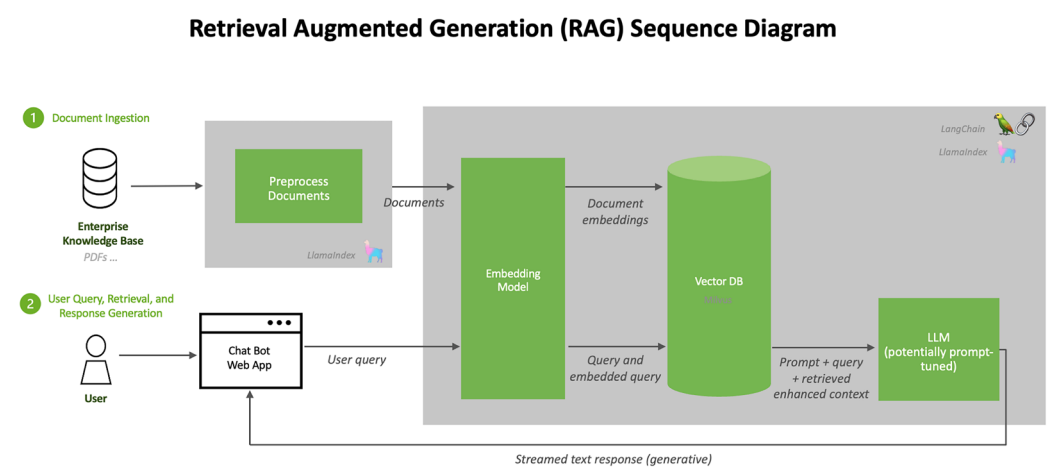 Retrieval Augmented Generation (RAG) Sequence Diagram
1
Document Ingestion
LangChain
LlamaIndex
Preprocess
Documents
Documents
Document
embeddings
Enterprise
Knowledge Base
PDFs ...
LlamaIndex
Embedding
Model
Vector DB
Milvus
2
User Query, Retrieval, and
Response Generation
Chat Bot
Web App
User query
Query and
embedded query
Prompt + query
+ retrieved
enhanced context
LLM
(potentially prompt-
tuned)
User
Streamed text response (generative)